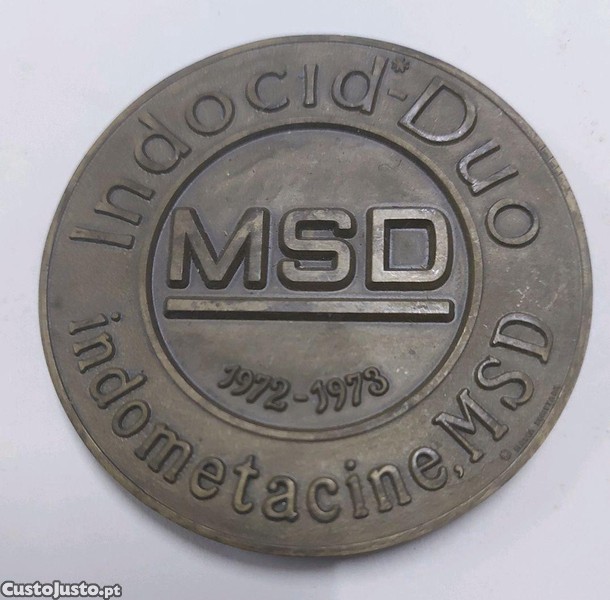 Indocid*-Duo
MSD
1972-1973
indometacine, MSD
CustoJusto.pt